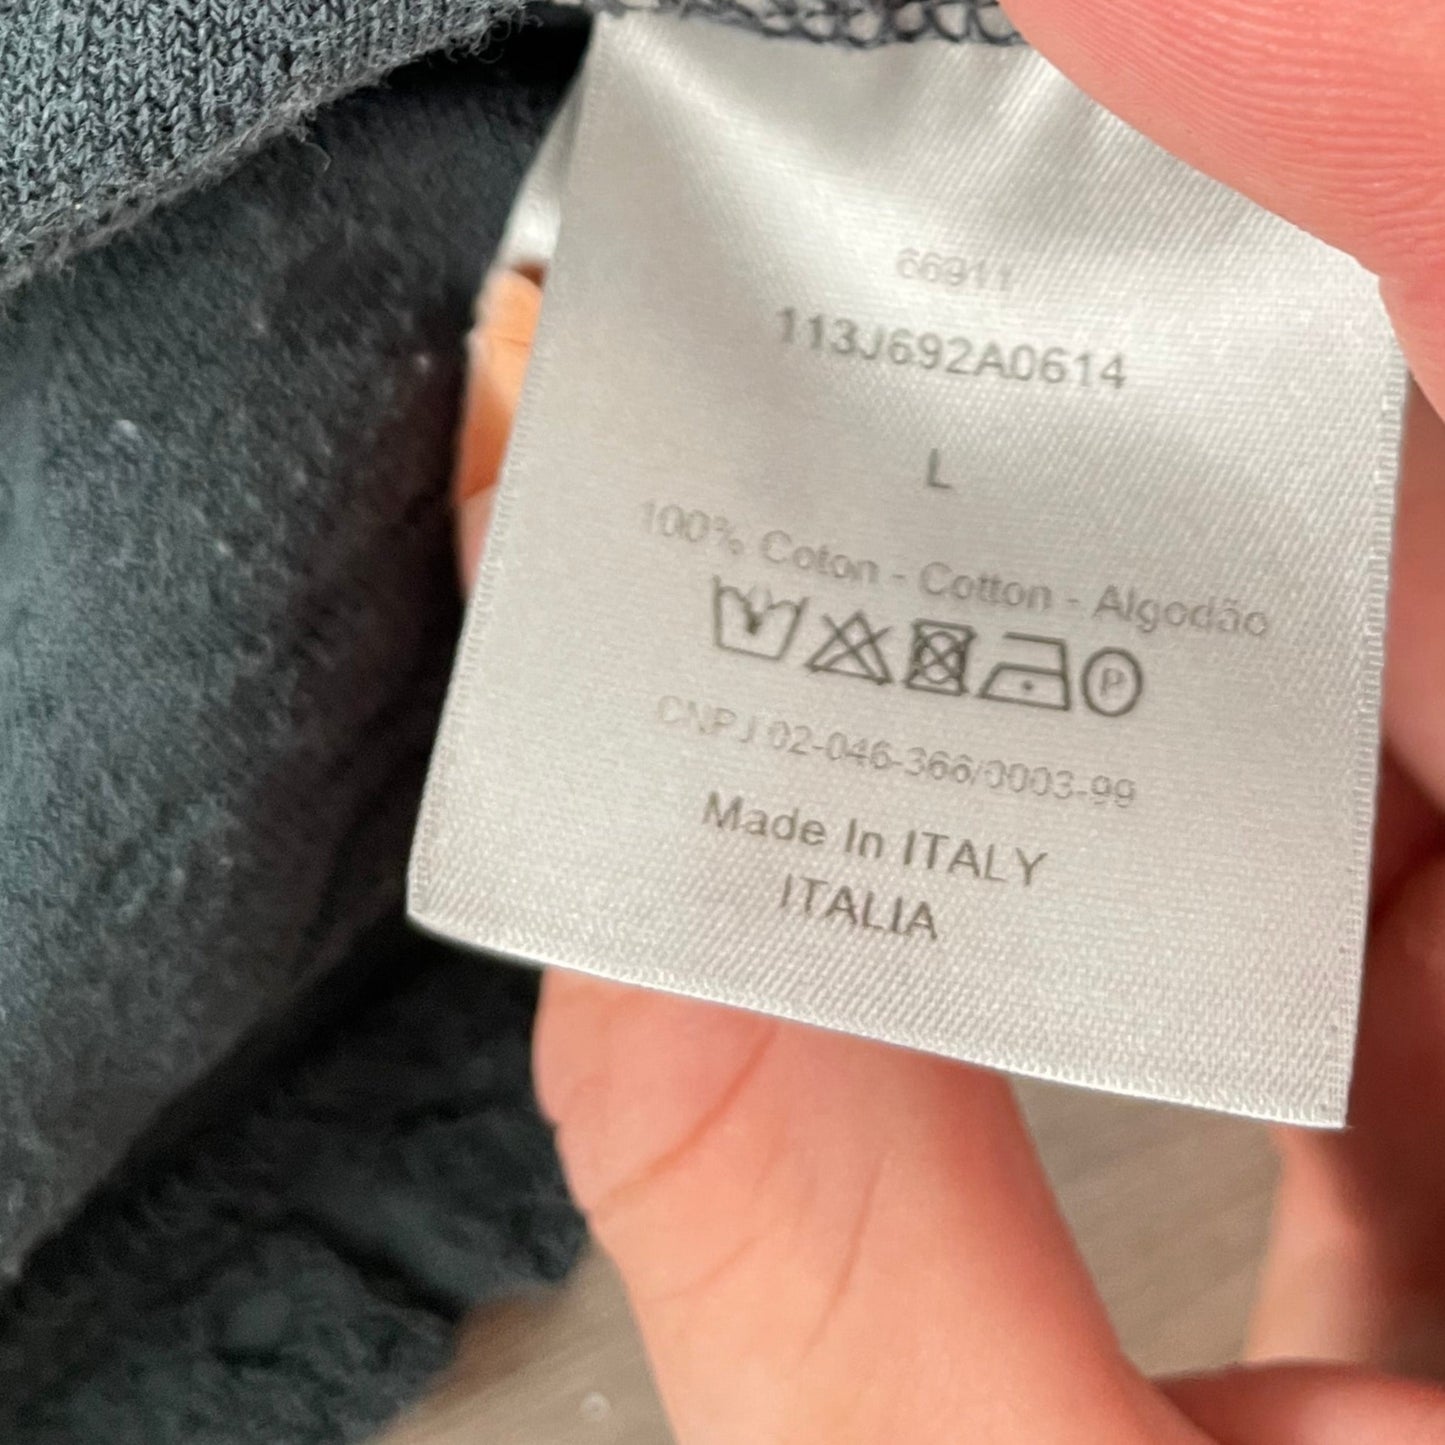 66911
113J692A0614
L
100% Coton - Cotton - Algodão
P
CNPJ 02-046-366/0003-99
Made In ITALY
ITALIA